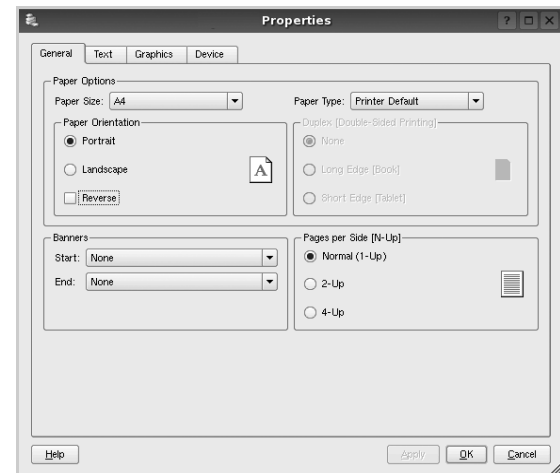 Properties
General Text Graphics Device
Paper Options
Paper Size: A4 Paper Type: Printer Default
Paper Orientation
Portrait
Landscape
Reverse
A
Duplex [Double-Sided Printing]
None
Long Edge [Book]
Short Edge [Tablet]
Banners
Start: None
End: None
Pages per Side [N-Up]
Normal (1-Up)
2-Up
4-Up
Help Apply OK Cancel